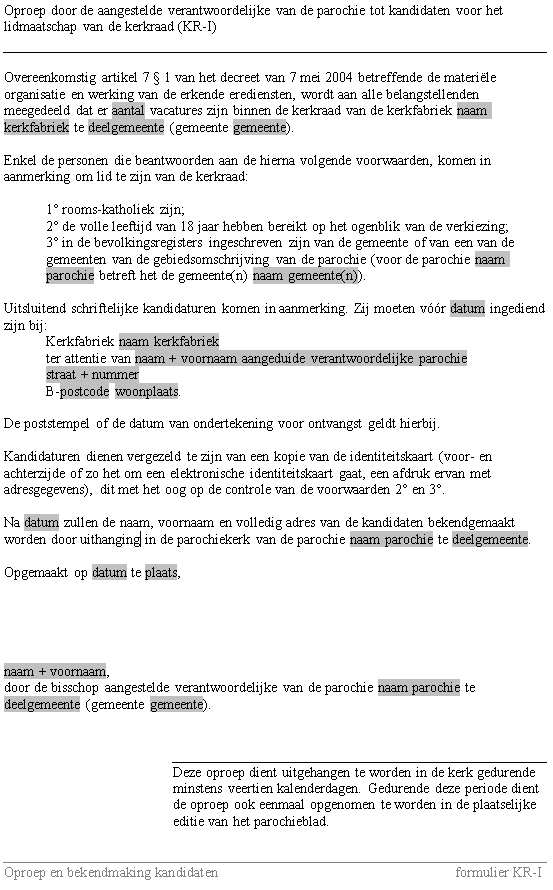 Oproep door de aangestelde verantwoordelijke van de parochie tot kandidaten voor het
lidmaatschap van de kerkraad (KR-I)
Overeenkomstig artikel 7 § 1 van het decreet van 7 mei 2004 betreffende de materiële
organisatie en werking van de erkende erediensten, wordt aan alle belangstellenden
meegedeeld dat er aantal vacatures zijn binnen de kerkraad van de kerkfabriek naam
kerkfabriek te deelgemeente (gemeente gemeente).
Enkel de personen die beantwoorden aan de hierna volgende voorwaarden, komen in
aanmerking om lid te zijn van de kerkraad:
1° rooms-katholiek zijn;
2° de volle leeftijd van 18 jaar hebben bereikt op het ogenblik van de verkiezing;
3° in de bevolkingsregisters ingeschreven zijn van de gemeente of van een van de
gemeenten van de gebiedsomschrijving van de parochie (voor de parochie naam
parochie betreft het de gemeente(n) naam gemeente(n)).
Uitsluitend schriftelijke kandidaturen komen in aanmerking. Zij moeten vóór datum ingediend
zijn bij:
Kerkfabriek naam kerkfabriek
ter attentie van naam + voornaam aangeduide verantwoordelijke parochie
straat + nummer
B-postcode woonplaats.
De poststempel of de datum van ondertekening voor ontvangst geldt hierbij.
Kandidaturen dienen vergezeld te zijn van een kopie van de identiteitskaart (voor- en
achterzijde of zo het om een elektronische identiteitskaart gaat, een afdruk ervan met
adresgegevens), dit met het oog op de controle van de voorwaarden 2° en 3°.
Na datum zullen de naam, voornaam en volledig adres van de kandidaten bekendgemaakt
worden door uithanging in de parochiekerk van de parochie naam parochie te deelgemeente.
Opgemaakt op datum te plaats,
naam + voornaam,
door de bisschop aangestelde verantwoordelijke van de parochie naam parochie te
deelgemeente (gemeente gemeente).
Deze oproep dient uitgehangen te worden in de kerk gedurende
minstens veertien kalenderdagen. Gedurende deze periode dient
de oproep ook eenmaal opgenomen te worden in de plaatselijke
editie van het parochieblad.
Oproep en bekendmaking kandidaten formulier KR-I